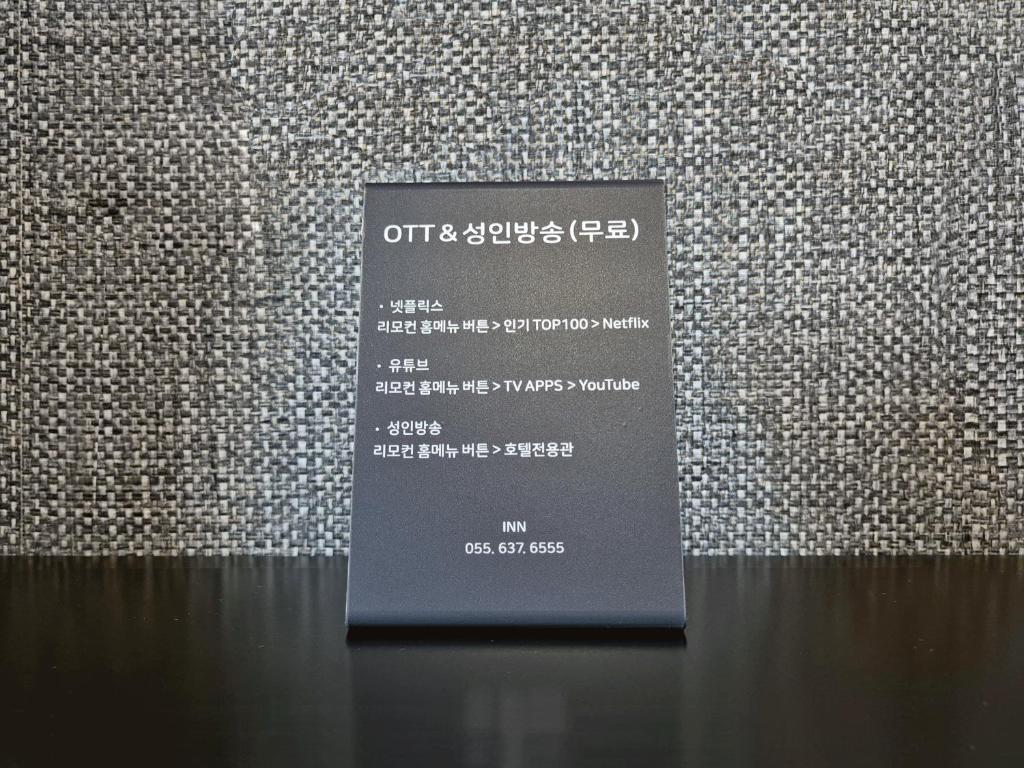 OTT & 성인방송 (무료)
• 넷플릭스
리모컨 홈메뉴 버튼 > 인기 TOP100 > Netflix
• 유튜브
리모컨 홈메뉴 버튼 > TV APPS > YouTube
• 성인방송
리모컨 홈메뉴 버튼 > 호텔전용관
INN
055. 637. 6555